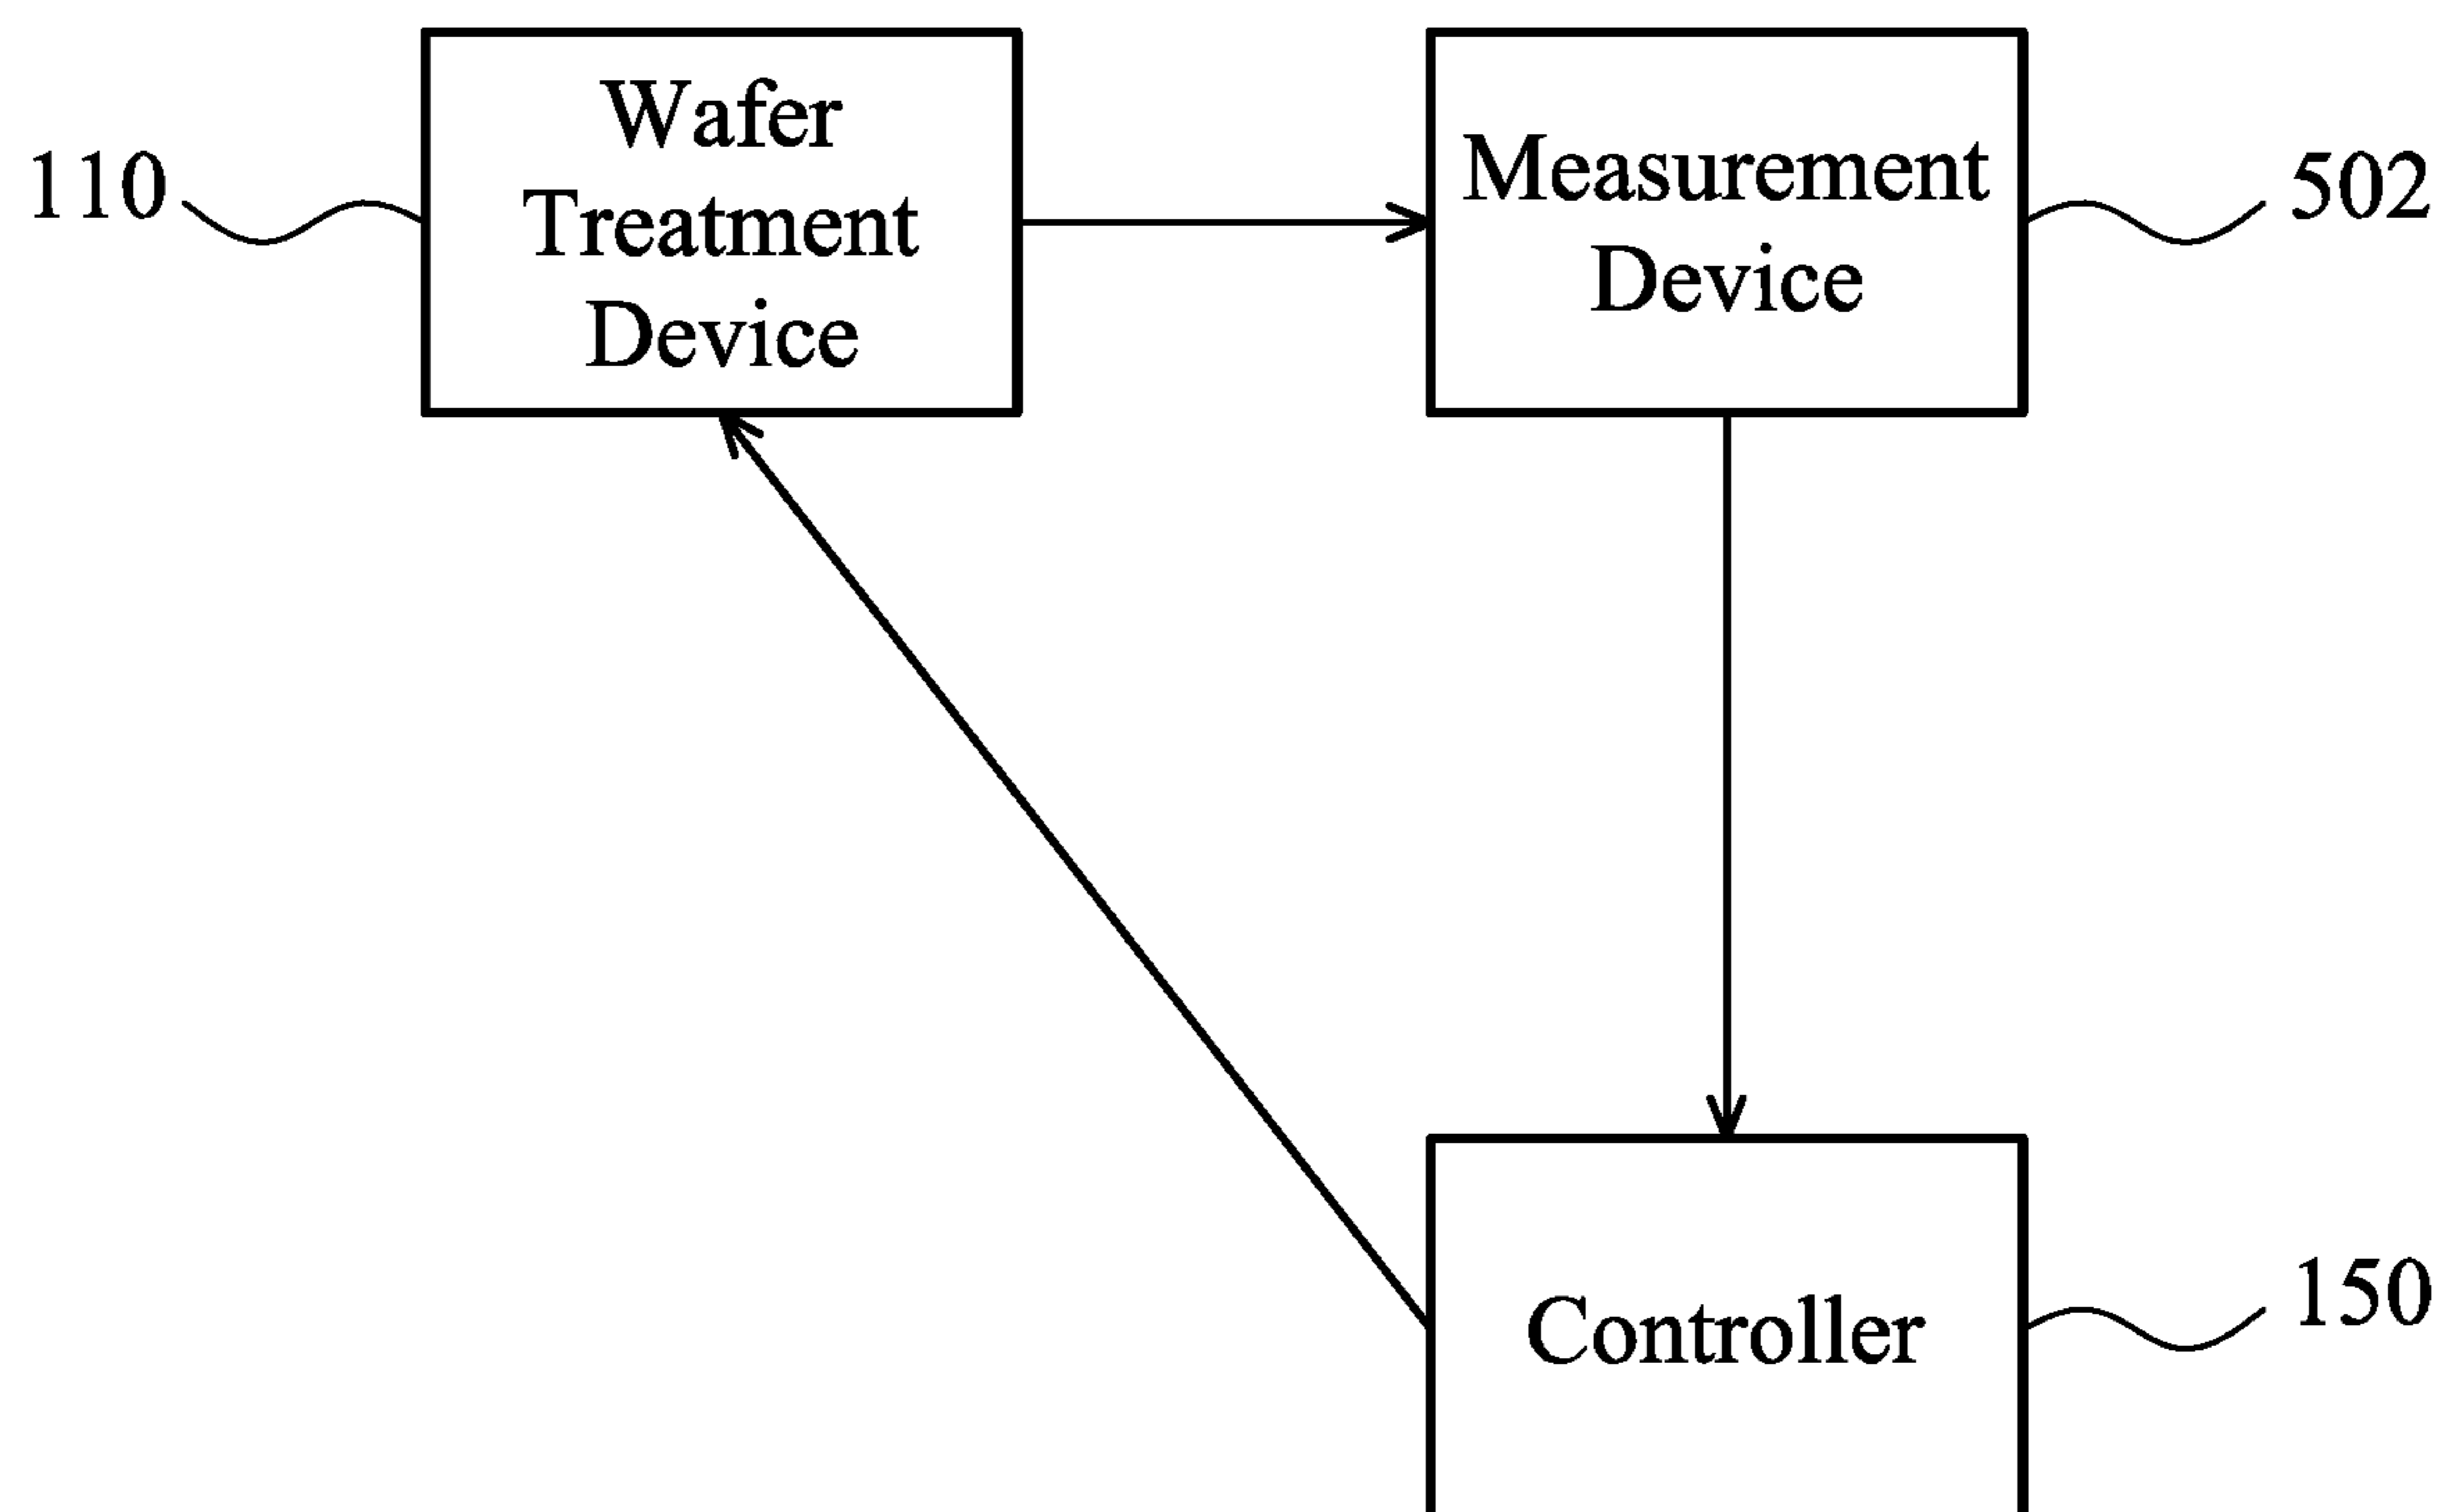 110
Wafer
Treatment
Device
Measurement
Device
502
Controller
150